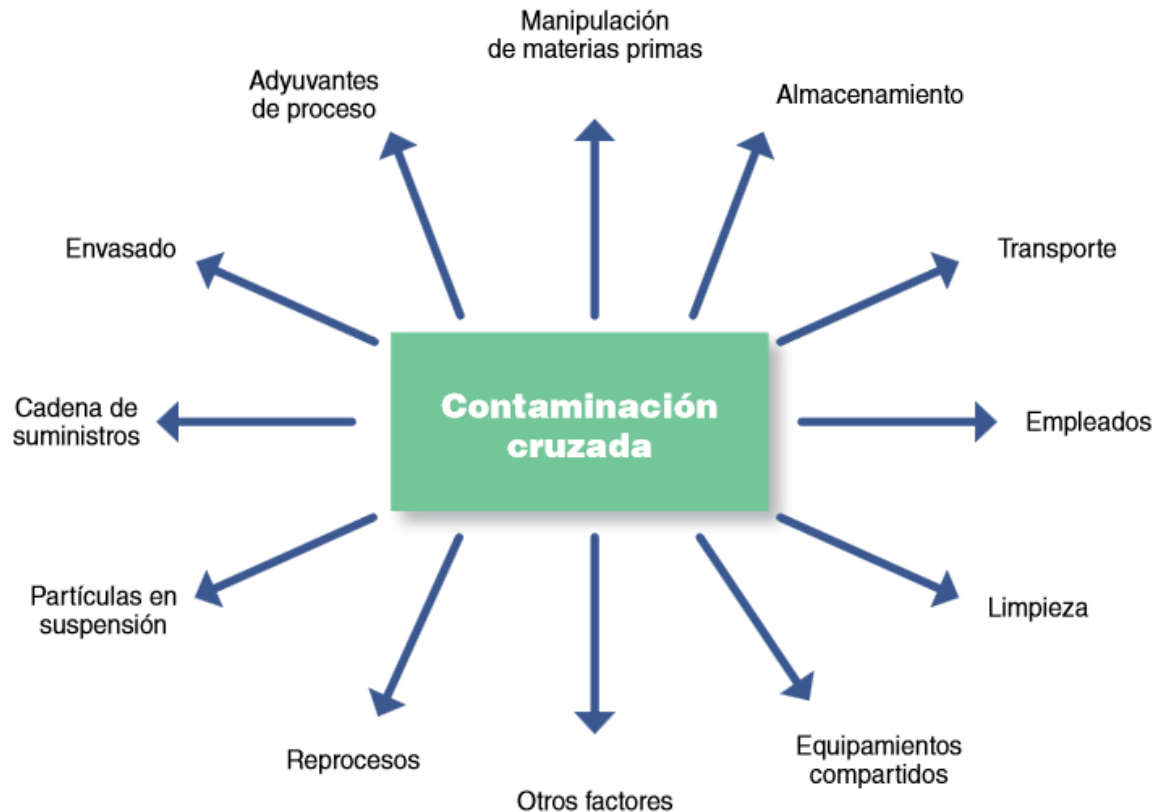 Manipulación
de materias primas
Adyuvantes
de proceso
Almacenamiento
Envasado
Transporte
Contaminación
cruzada
Cadena de
suministros
Empleados
Partículas en
suspensión
Limpieza
Reprocesos
Equipamientos
compartidos
Otros factores